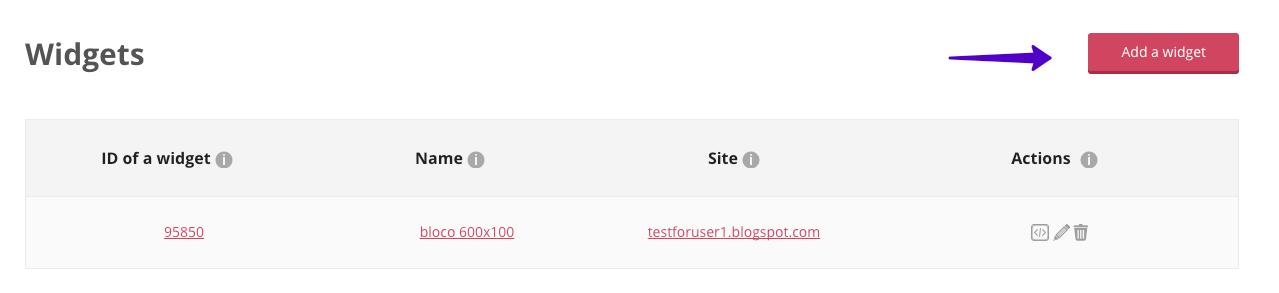 Widgets
Add a widget
ID of a widget Name Site Actions
95850 bloco 600x100 testforuser1.blogspot.com